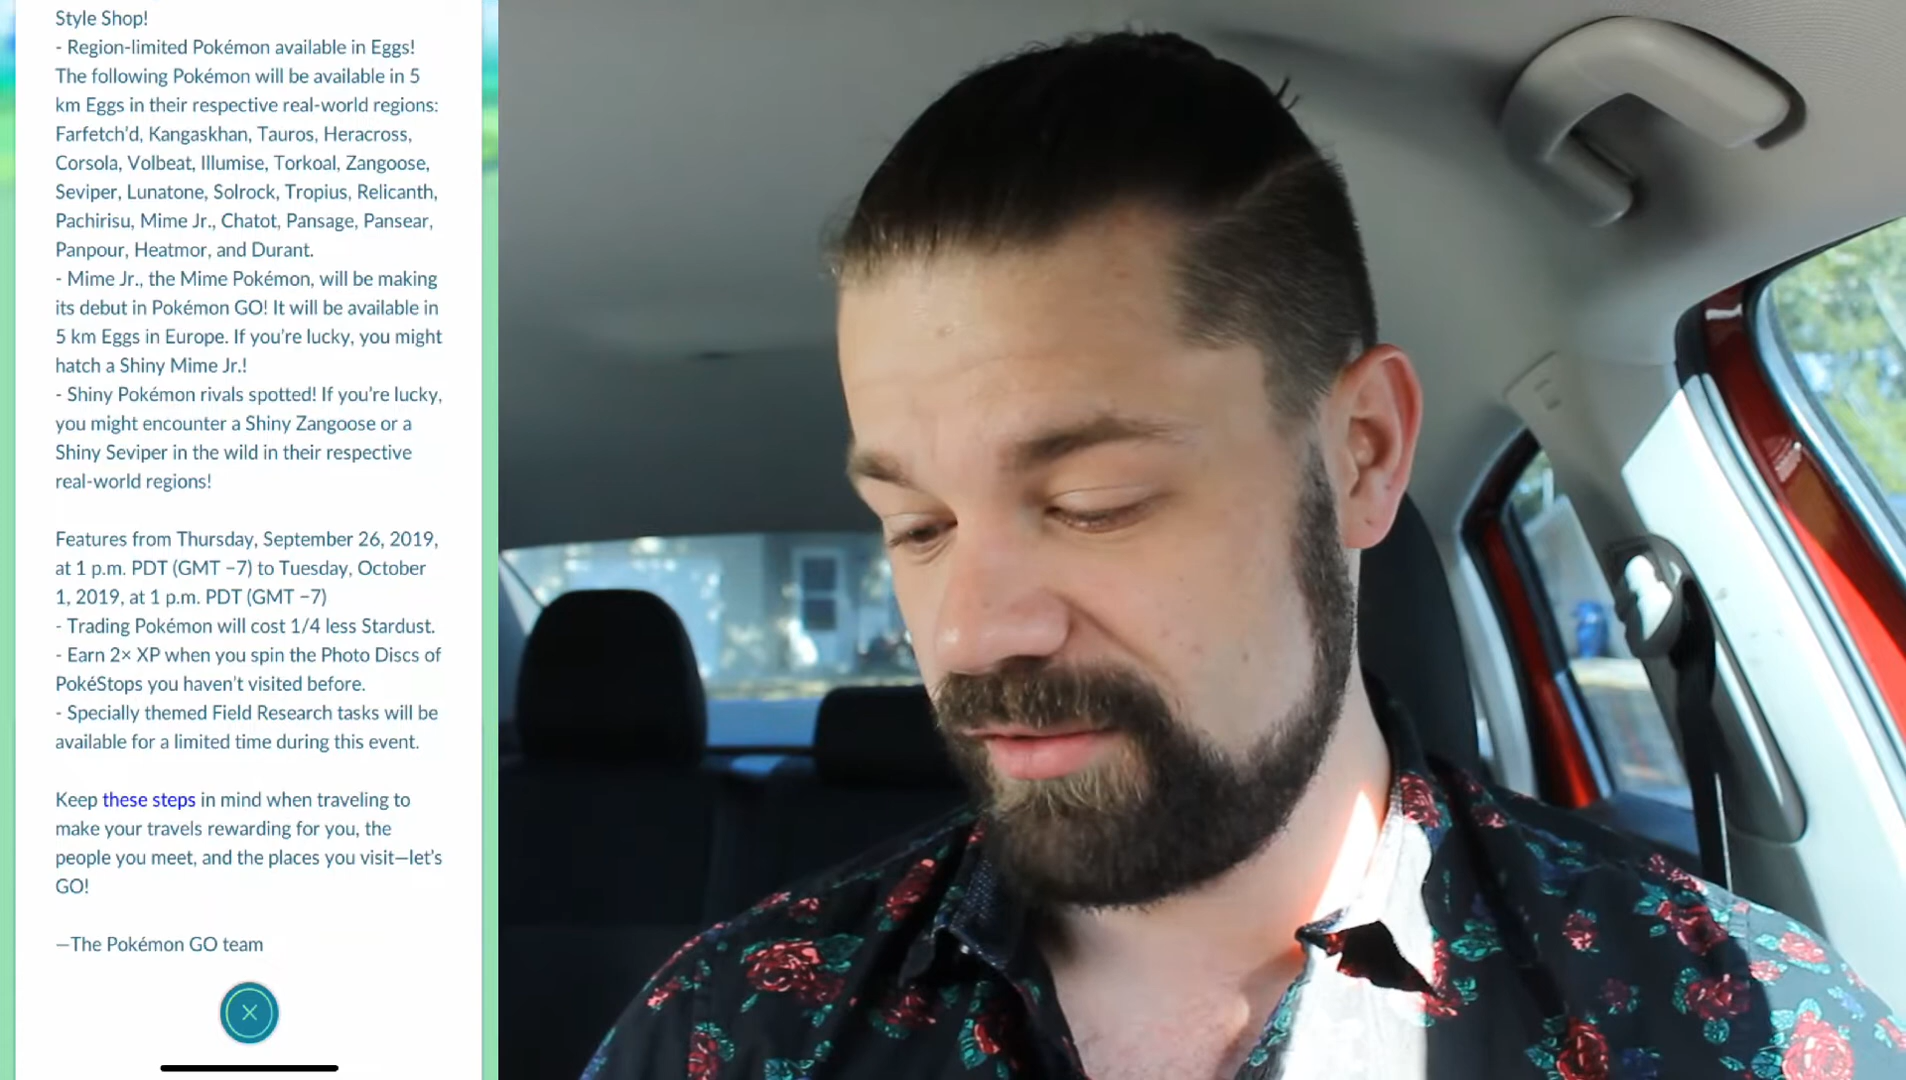 Style Shop!
- Region-limited Pokémon available in Eggs!
The following Pokémon will be available in 5
km Eggs in their respective real-world regions:
Farfetch'd, Kangaskhan, Tauros, Heracross,
Corsola, Volbeat, Illumise, Torkoal, Zangoose,
Seviper, Lunatone, Solrock, Tropius, Relicanth,
Pachirisu, Mime Jr., Chatot, Pansage, Pansear,
Panpour, Heatmor, and Durant.
- Mime Jr., the Mime Pokémon, will be making
its debut in Pokémon GO! It will be available in
5 km Eggs in Europe. If you're lucky, you might
hatch a Shiny Mime Jr.!
- Shiny Pokémon rivals spotted! If you're lucky,
you might encounter a Shiny Zangoose or a
Shiny Seviper in the wild in their respective
real-world regions!
Features from Thursday, September 26, 2019,
at 1 p.m. PDT (GMT −7) to Tuesday, October
1, 2019, at 1 p.m. PDT (GMT −7)
- Trading Pokémon will cost 1/4 less Stardust.
- Earn 2× XP when you spin the Photo Discs of
PokéStops you haven't visited before.
- Specially themed Field Research tasks will be
available for a limited time during this event.
Keep these steps in mind when traveling to
make your travels rewarding for you, the
people you meet, and the places you visit—let's
GO!
—The Pokémon GO team